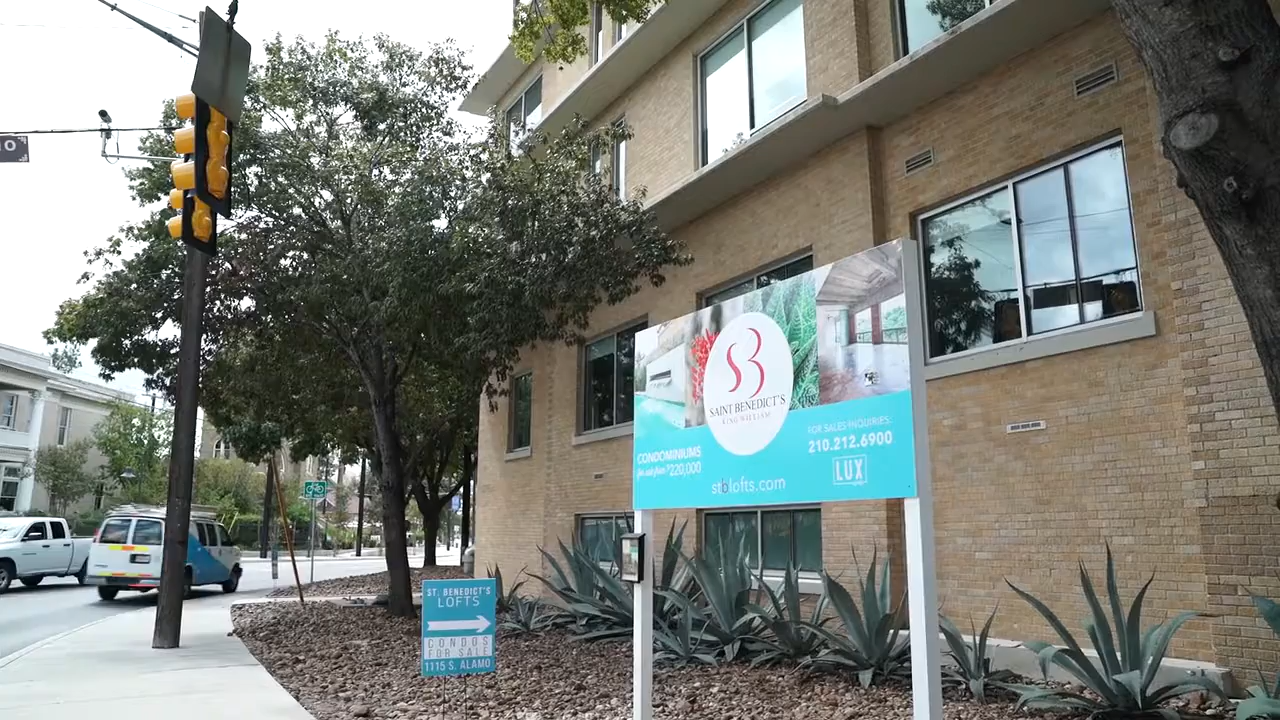 SB
SAINT BENEDICT'S
KING WILLIAM
CONDOMINIUMS
for sale from $220,000
FOR SALES INQUIRIES:
210.212.6900
LUX
stblofts.com
ST. BENEDICT'S
LOFTS
CONDOS
FOR SALE
1115 S. ALAMO